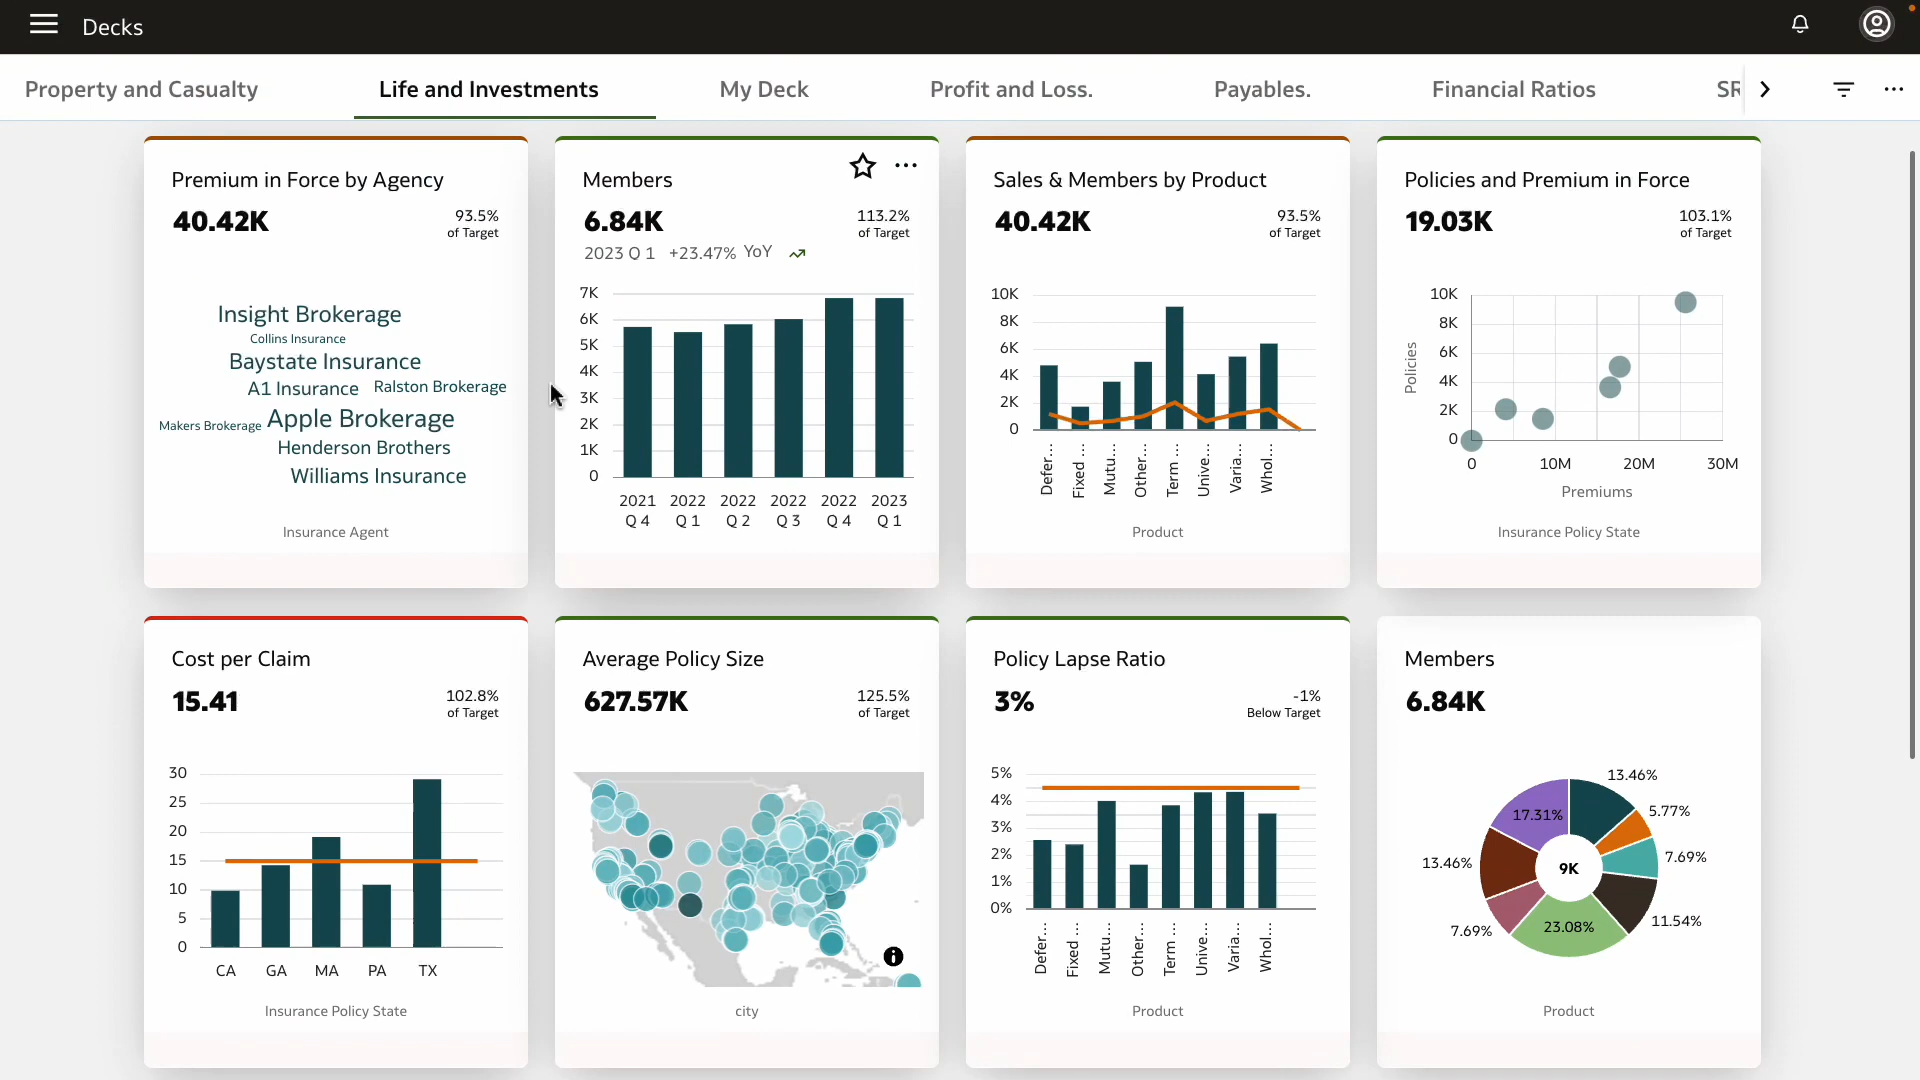 Decks
Property and Casualty
Life and Investments
My Deck
Profit and Loss.
Payables.
Financial Ratios
SR
Premium in Force by Agency
40.42K
93.5%
of Target
Insight Brokerage
Collins Insurance
Baystate Insurance
A1 Insurance
Ralston Brokerage
Makers Brokerage
Apple Brokerage
Henderson Brothers
Williams Insurance
Insurance Agent
Members
6.84K
113.2%
of Target
2023 Q 1 +23.47% YoY
7K
6K
5K
4K
3K
2K
1K
0
2021 2022 2022 2022 2022 2023
Q 4 Q 1 Q 2 Q 3 Q 4 Q 1
Sales & Members by Product
40.42K
93.5%
of Target
10K
8K
6K
4K
2K
0
Defer...
Fixed ...
Mutu...
Other...
Term ...
Unive...
Varia...
Whol...
Product
Policies and Premium in Force
19.03K
103.1%
of Target
Policies
10K
8K
6K
4K
2K
0
0 10M 20M 30M
Premiums
Insurance Policy State
Cost per Claim
15.41
102.8%
of Target
30
25
20
15
10
5
0
CA GA MA PA TX
Insurance Policy State
Average Policy Size
627.57K
125.5%
of Target
city
Policy Lapse Ratio
3%
-1%
Below Target
5%
4%
3%
2%
1%
0%
Defer...
Fixed ...
Mutu...
Other...
Term ...
Unive...
Varia...
Whol...
Product
Members
6.84K
13.46%
5.77%
7.69%
11.54%
23.08%
7.69%
13.46%
17.31%
9K
Product